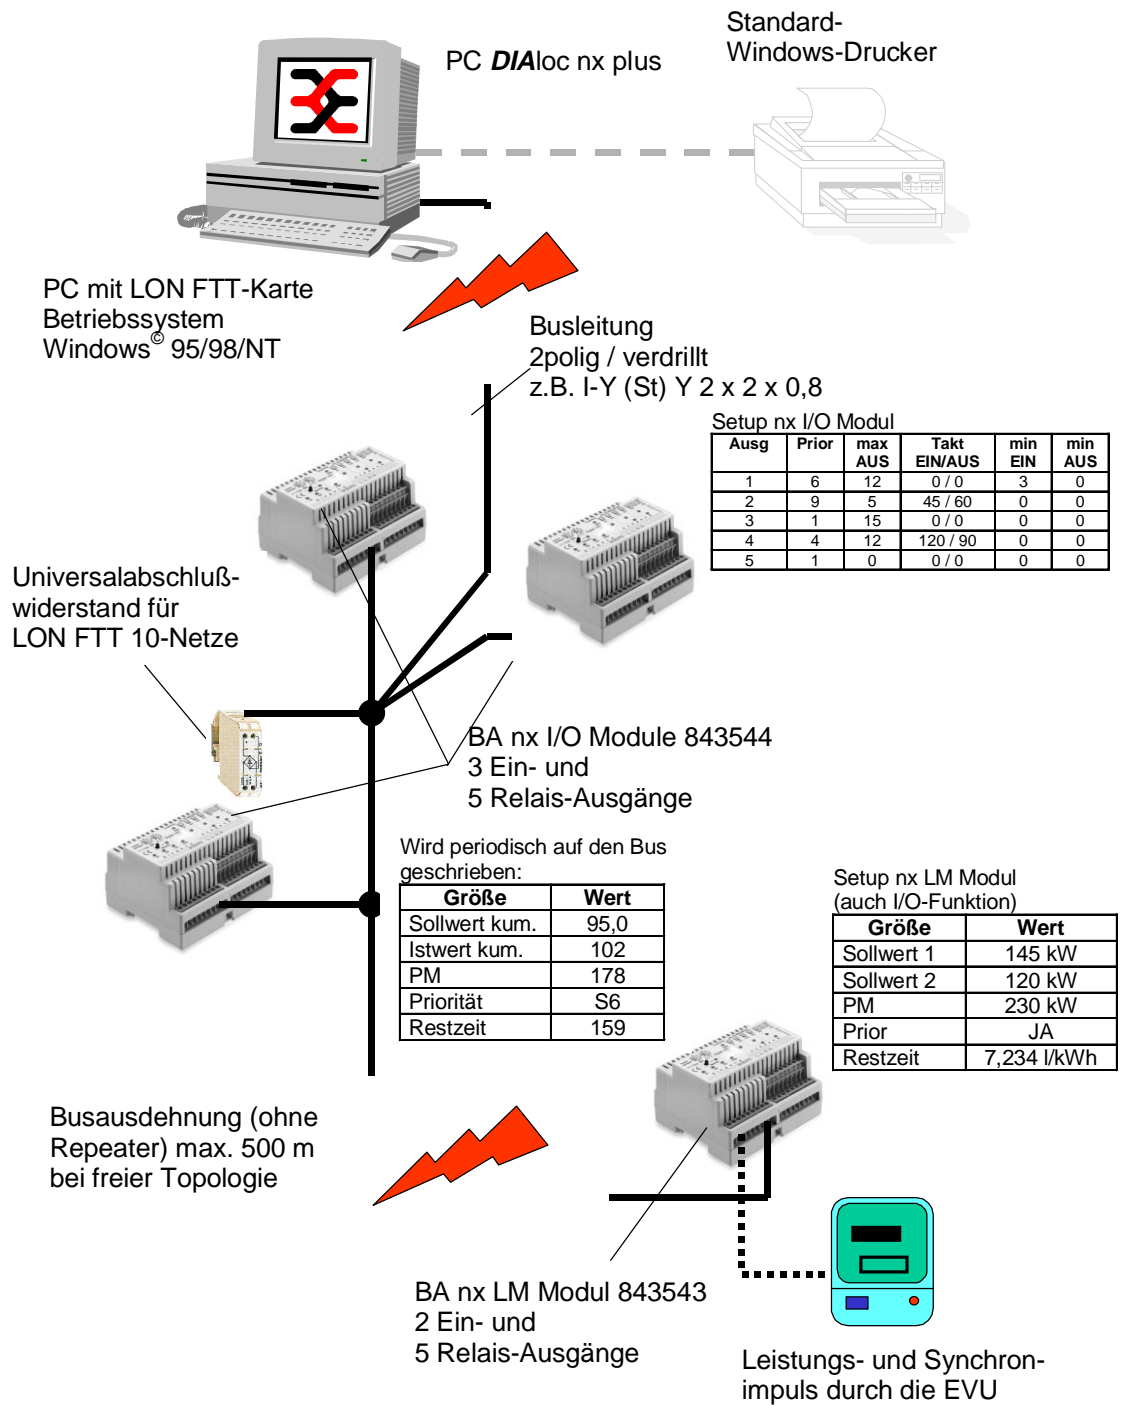 Standard-
Windows-Drucker
PC DIAloc nx plus
PC mit LON FTT-Karte
Betriebssystem
Windows© 95/98/NT
Busleitung
2polig / verdrillt
z.B. I-Y (St) Y 2 x 2 x 0,8
Setup nx I/O Modul
Ausg Prior max AUS Takt EIN/AUS min EIN min AUS
1 6 12 0 / 0 3 0
2 9 5 45 / 60 0 0
3 1 15 0 / 0 0 0
4 4 12 120 / 90 0 0
5 1 0 0 / 0 0 0
Universalabschluß-
widerstand für
LON FTT 10-Netze
BA nx I/O Module 843544
3 Ein- und
5 Relais-Ausgänge
Wird periodisch auf den Bus
geschrieben:
Größe Wert
Sollwert kum. 95,0
Istwert kum. 102
PM 178
Priorität S6
Restzeit 159
Setup nx LM Modul
(auch I/O-Funktion)
Größe Wert
Sollwert 1 145 kW
Sollwert 2 120 kW
PM 230 kW
Prior JA
Restzeit 7,234 I/kWh
Busausdehnung (ohne
Repeater) max. 500 m
bei freier Topologie
BA nx LM Modul 843543
2 Ein- und
5 Relais-Ausgänge
Leistungs- und Synchron-
impuls durch die EVU